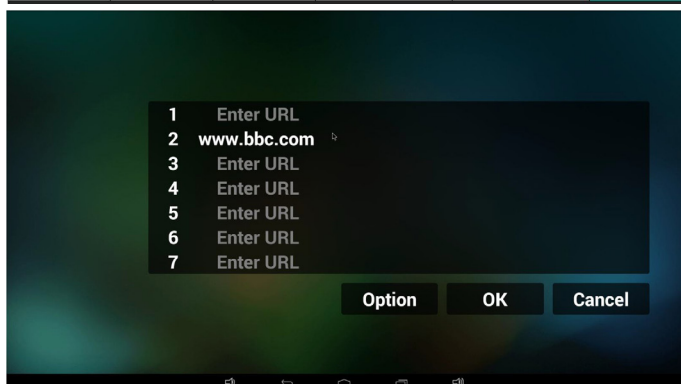 1 Enter URL
2 www.bbc.com
3 Enter URL
4 Enter URL
5 Enter URL
6 Enter URL
7 Enter URL
Option OK Cancel